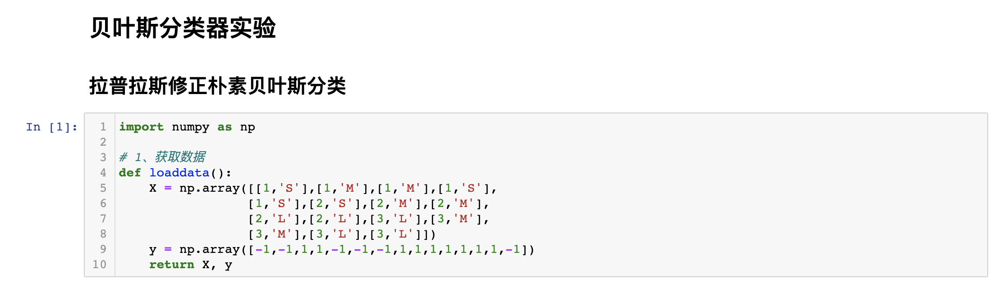 贝叶斯分类器实验
拉普拉斯修正朴素贝叶斯分类
In [1]:
1 import numpy as np
2
3 # 1、获取数据
4 def loaddata():
5     X = np.array([[1,'S'],[1,'M'],[1,'M'],[1,'S'],
6                  [1,'S'],[2,'S'],[2,'M'],[2,'M'],
7                  [2,'L'],[2,'L'],[3,'L'],[3,'M'],
8                  [3,'M'],[3,'L'],[3,'L']])
9     y = np.array([-1,-1,1,1,-1,-1,-1,1,1,1,1,1,1,1,-1])
10     return X, y